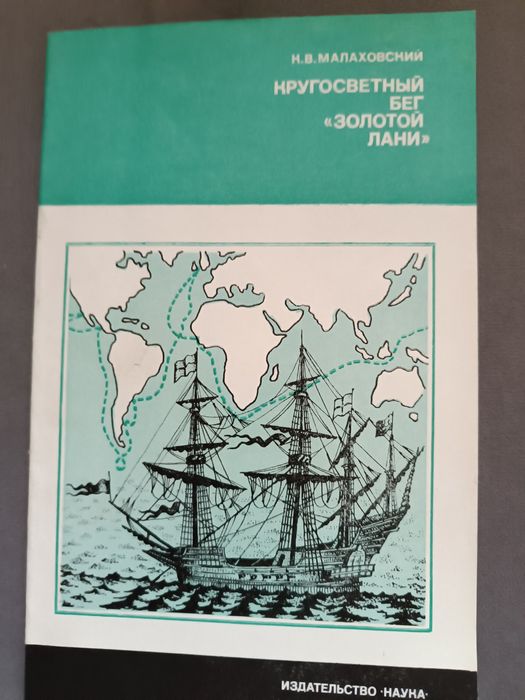 К.В.МАЛАХОВСКИЙ
КРУГОСВЕТНЫЙ
БЕГ
«ЗОЛОТОЙ
ЛАНИ»
ИЗДАТЕЛЬСТВО ·НАУКА·